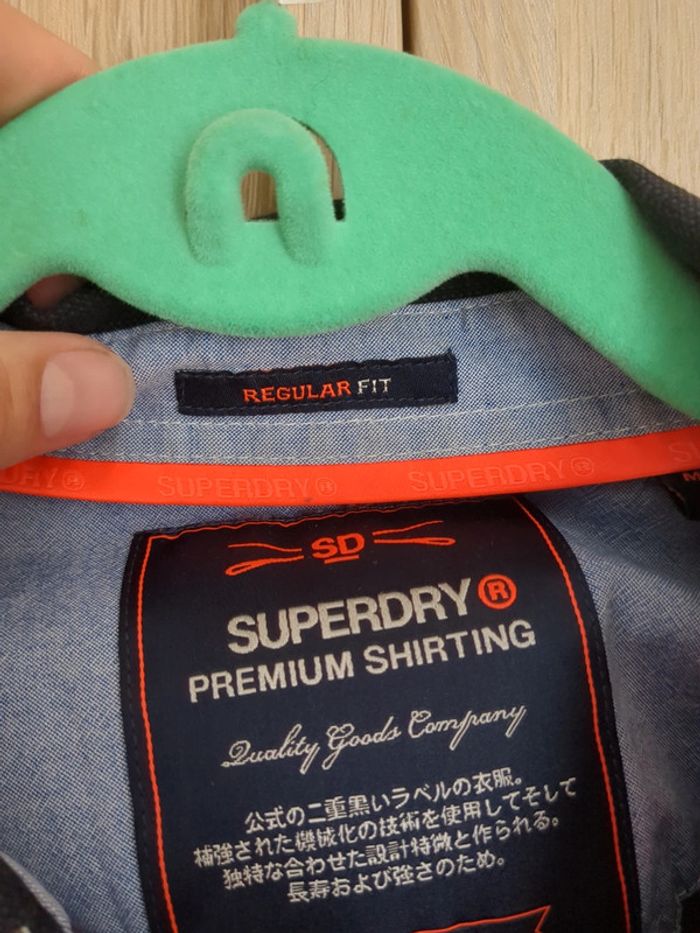 REGULAR FIT
SUPERDRY® SUPERDRY®
SD
SUPERDRY®
PREMIUM SHIRTING
Quality Goods Company
公式の二重黒いラベルの衣服。
補強された機械化の技術を使用してそして
独特な合わせた設計特徴と作られる。
長寿および強さのため。